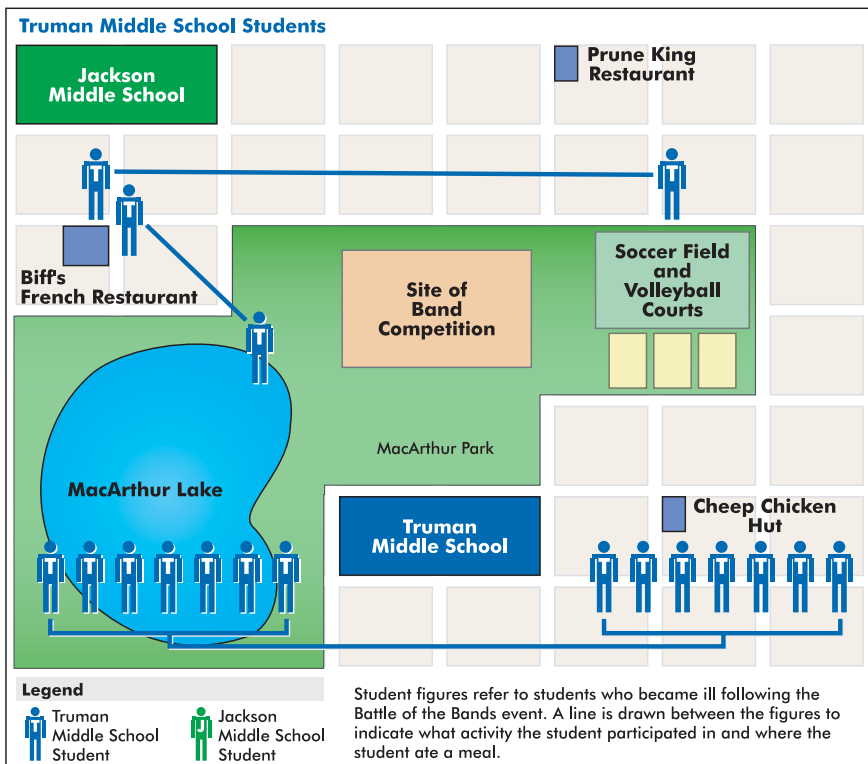 Truman Middle School Students
Jackson
Middle School
Prune King
Restaurant
T
T
T
Biff's
French Restaurant
Site of
Band
Competition
Soccer Field
and
Volleyball
Courts
T
MacArthur Park
MacArthur Lake
Truman
Middle School
Cheep Chicken
Hut
T T T T T T T
T T T T T T T
Legend
T
Truman
Middle School
Student
J
Jackson
Middle School
Student
Student figures refer to students who became ill following the
Battle of the Bands event. A line is drawn between the figures to
indicate what activity the student participated in and where the
student ate a meal.